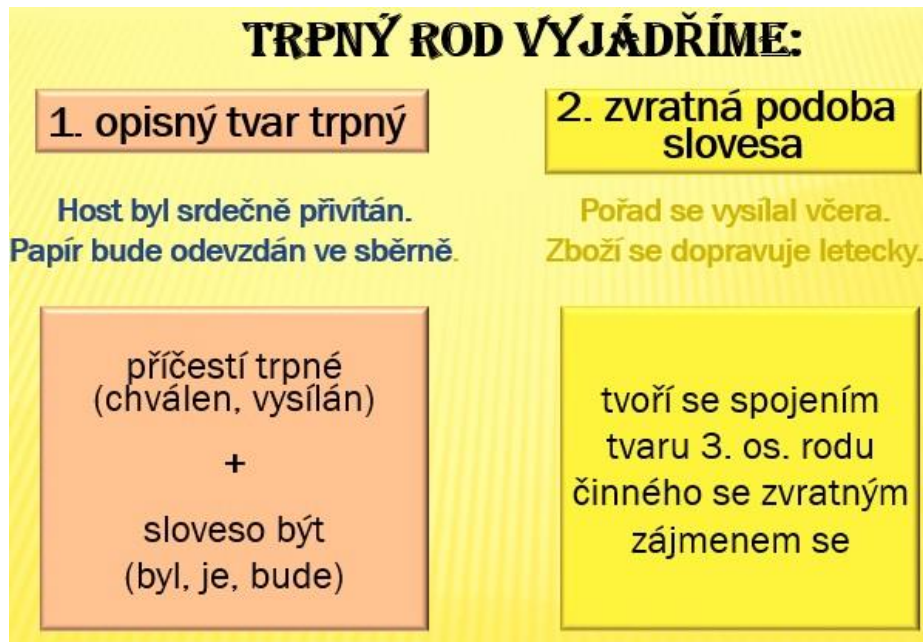 TRPNÝ ROD VYJÁDŘÍME:
1. opisný tvar trpný
Host byl srdečně přivítán.
Papír bude odevzdán ve sběrně.
příčestí trpné
(chválen, vysílán)
+
sloveso být
(byl, je, bude)
2. zvratná podoba
slovesa
Pořad se vysílal včera.
Zboží se dopravuje letecky.
tvoří se spojením
tvaru 3. os. rodu
činného se zvratným
zájmenem se